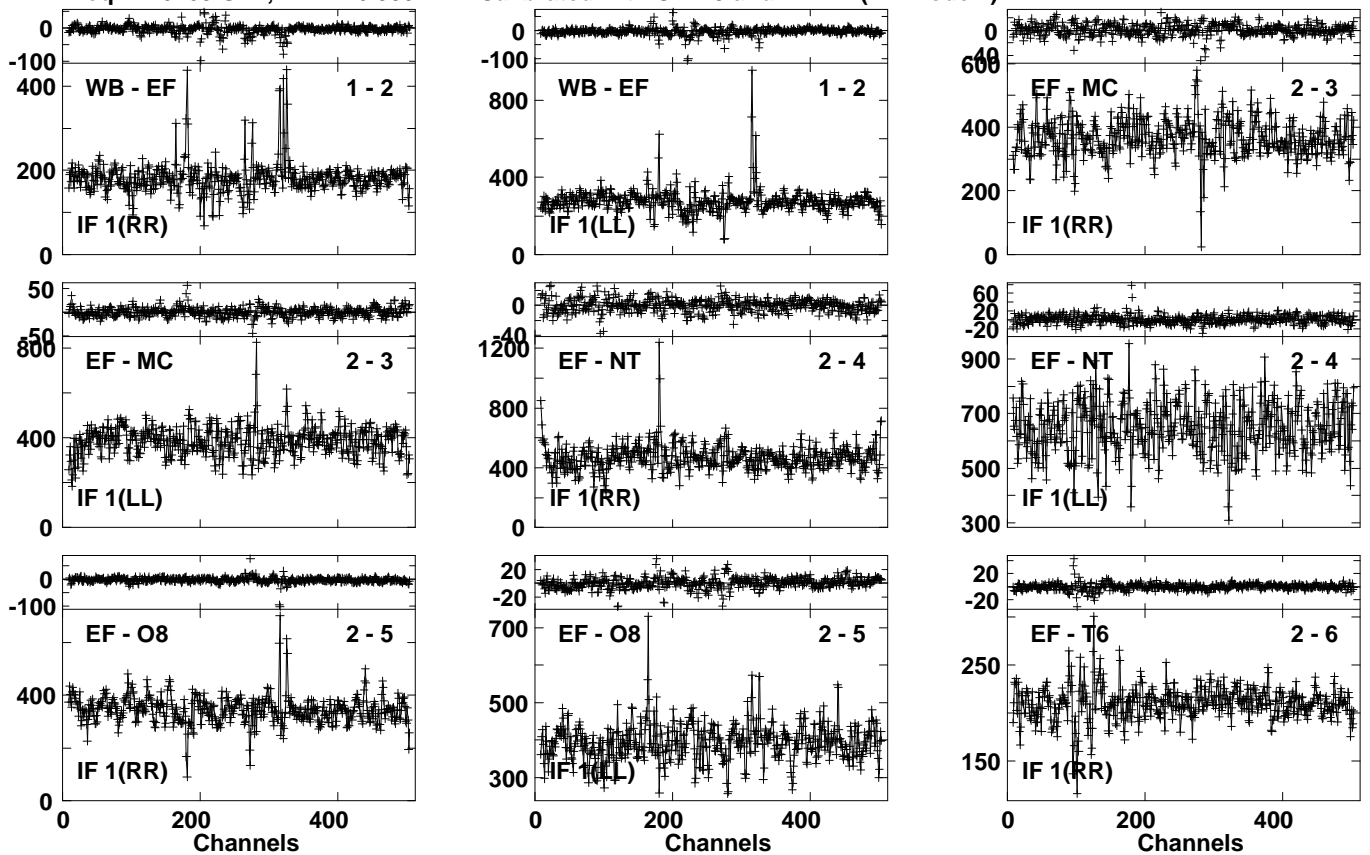 0
-100
0
-100
0
-40
WB - EF 1 - 2
400
200
0
IF 1(RR)
WB - EF 1 - 2
800
400
0
IF 1(LL)
EF - MC 2 - 3
600
400
200
0
IF 1(RR)
50
-50
0
-40
60
20
-20
EF - MC 2 - 3
800
400
0
IF 1(LL)
EF - NT 2 - 4
1200
800
400
0
IF 1(RR)
EF - NT 2 - 4
900
700
500
300
IF 1(LL)
0
-100
20
-20
20
-20
EF - O8 2 - 5
400
0
IF 1(RR)
EF - O8 2 - 5
700
500
300
IF 1(LL)
EF - T6 2 - 6
250
150
IF 1(RR)
0 200 400
Channels
0 200 400
Channels
0 200 400
Channels